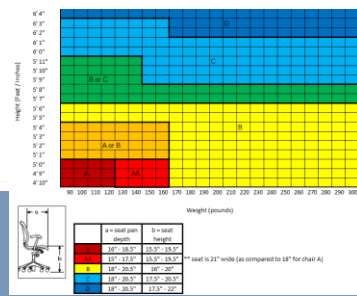 6' 4"
6' 3"
6' 2"
6' 1"
6' 0"
5' 11"
5' 10"
5' 9"
5' 8"
5' 7"
5' 6"
5' 5"
5' 4"
5' 3"
5' 2"
5' 1"
5' 0"
4' 9"
4' 10"
Height (Feet / Inches)
D
C
B or C
B
A or B
A
AA
90 100 110 120 130 140 150 160 170 180 190 200 210 220 230 240 250 260 270 280 290 300
Weight (pounds)
a
b
a = seat pan depth b = seat height
A 16" - 18.5" 15.5" - 19.5"
AA 15" - 17.5" 15.5" - 19.5" ** seat is 21" wide (as compared to 18" for chair A)
B 18" - 20.5" 16" - 20"
C 18" - 20.5" 17.5" - 20.5"
D 18" - 20.5" 17.5" - 22"